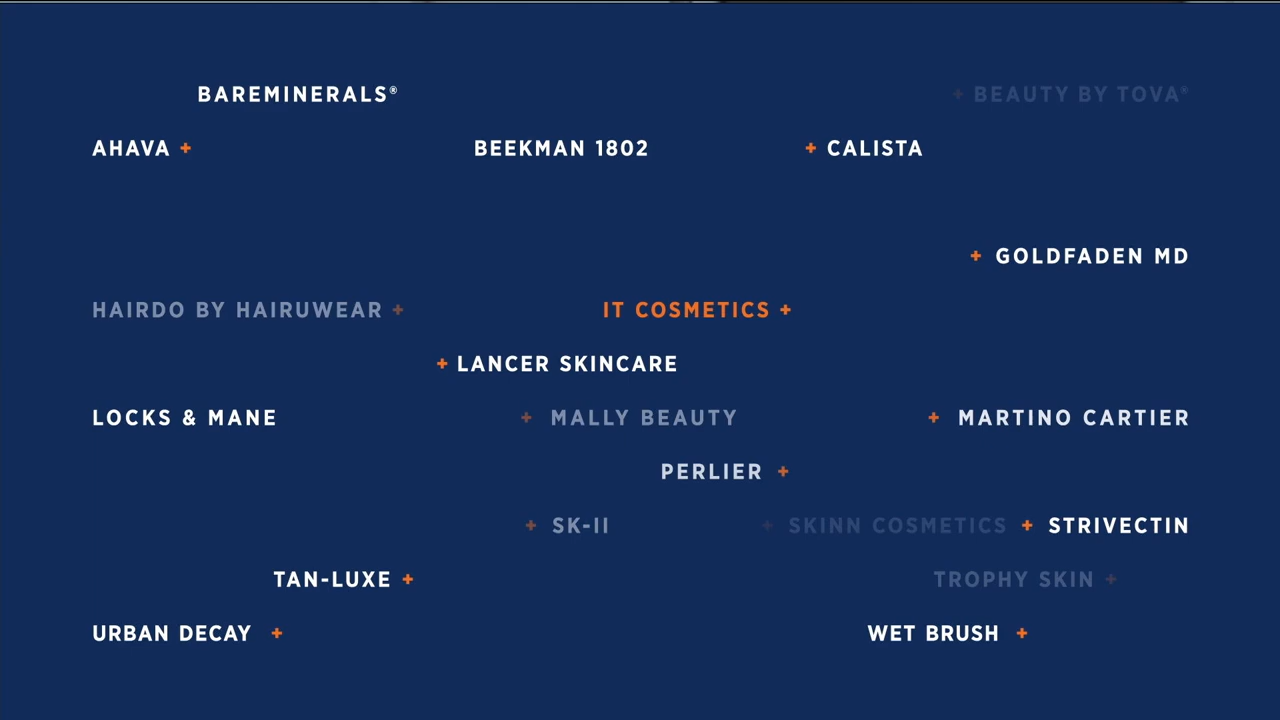 BAREMINERALS® + BEAUTY BY TOVA®
AHAVA + BEEKMAN 1802 + CALISTA
+ GOLDFADEN MD
HAIRDO BY HAIRUWEAR + IT COSMETICS +
+ LANCER SKINCARE
LOCKS & MANE + MALLY BEAUTY + MARTINO CARTIER
PERLIER +
+ SK-II + SKINN COSMETICS + STRIVECTIN
TAN-LUXE + TROPHY SKIN +
URBAN DECAY + WET BRUSH +